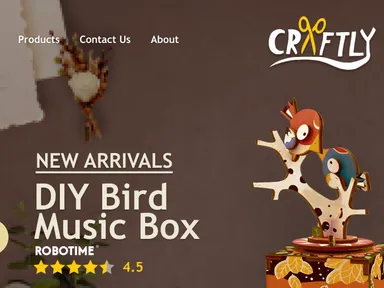 Products Contact Us About
CRAFTLY
NEW ARRIVALS
DIY Bird
Music Box
ROBOTIME
4.5